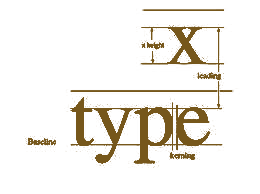 x
x height
leading
type
Baseline
kerning